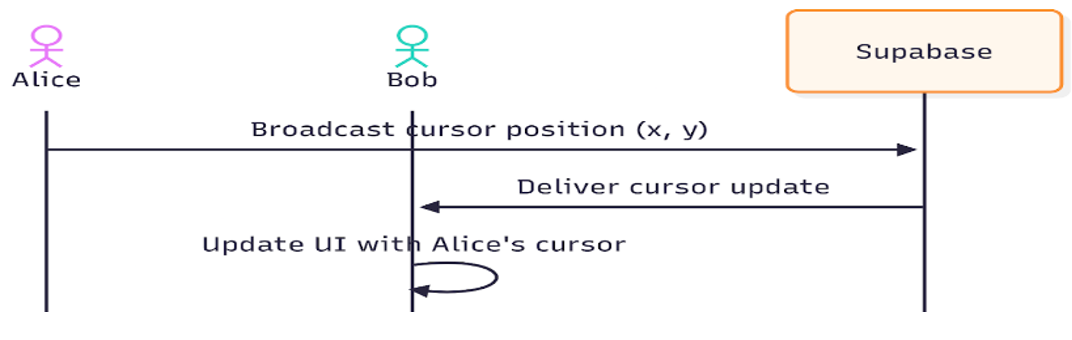 Alice
Bob
Supabase
Broadcast cursor position (x, y)
Deliver cursor update
Update UI with Alice's cursor